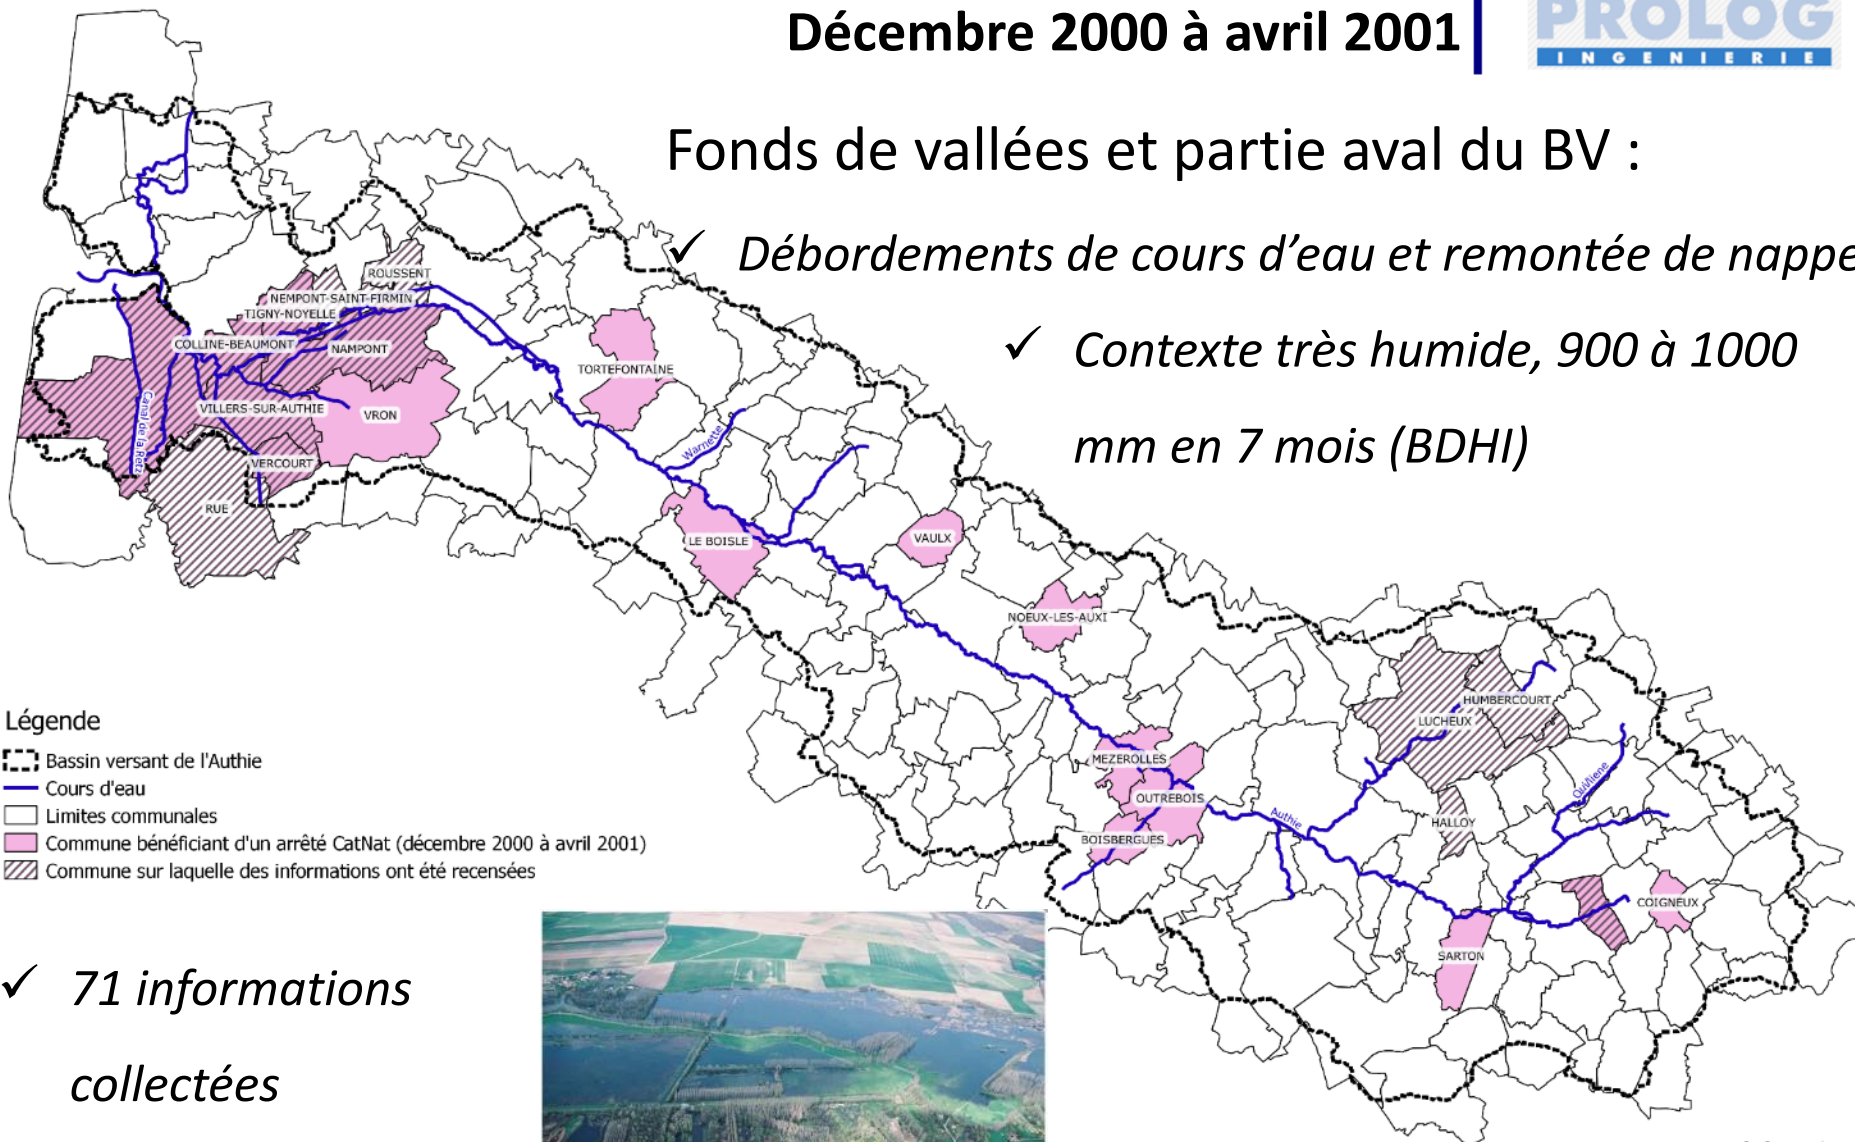 Décembre 2000 à avril 2001
PROLOG
INGENIERIE
Fonds de vallées et partie aval du BV :
✓ Débordements de cours d'eau et remontée de nappe
✓ Contexte très humide, 900 à 1000
mm en 7 mois (BDHI)
ROUSSENT
NEMPONT-SAINT-FIRMIN
TIGNY-NOYELLE
COLLINE-BEAUMONT
NAMPONT
TORTEFONTAINE
VILLERS-SUR-AUTHIE
VRON
Canal de la Retz
Warnette
VERCOURT
RUE
LE BOISLE
VAULX
NOEUX-LES-AUXI
HUMBERCOURT
LUCHEUX
MEZEROLLES
OUTREBOIS
Authie
HALLOY
BOISBERGUES
COIGNEUX
SARTON
Légende
Bassin versant de l'Authie
Cours d'eau
Limites communales
Commune bénéficiant d'un arrêté CatNat (décembre 2000 à avril 2001)
Commune sur laquelle des informations ont été recensées
✓ 71 informations
collectées